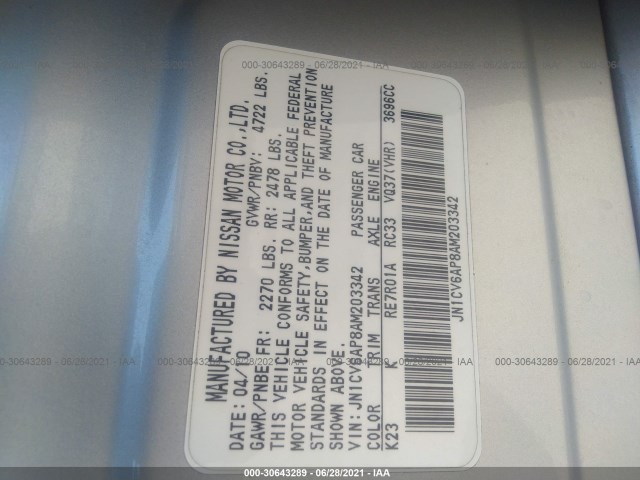 MANUFACTURED BY NISSAN MOTOR CO.,LTD.
DATE: 04/10 GVWR/PNBV: 4722 LBS.
GAWR/PNBE FR: 2270 LBS. RR: 2478 LBS.
THIS VEHICLE CONFORMS TO ALL APPLICABLE FEDERAL
MOTOR VEHICLE SAFETY,BUMPER,AND THEFT PREVENTION
STANDARDS IN EFFECT ON THE DATE OF MANUFACTURE
SHOWN ABOVE.
VIN: JN1CV6AP8AM203342 PASSENGER CAR
COLOR TRIM TRANS AXLE ENGINE
K23 K RE7R01A RC33 VQ37(VHR) 3696CC
JN1CV6AP8AM203342
000-30643289 - 06/28/2021 - IAA
000-30643289 - 06/28/2021 - IAA
000-30643289 - 06/28/2021 - IAA
000-30643289 - 06/28/2021 - IAA
000-30643289 - 06/28/2021 - IAA